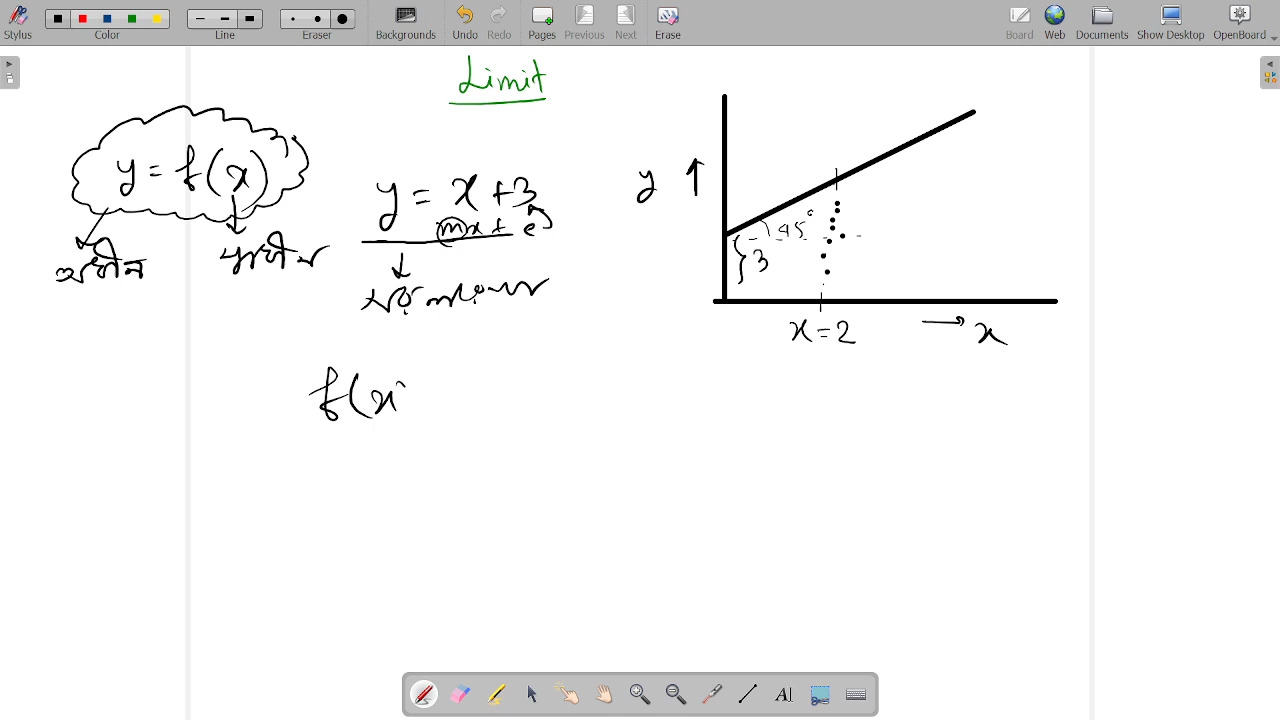 Stylus
Color
Line
Eraser
Backgrounds
Undo
Redo
Pages
Previous
Next
Erase
Board
Web
Documents
Show Desktop
OpenBoard
Limit
y = f(x)
অধীন
স্বাধীন
y = x + 3
mx + c
f(x)
y ↑
45°
3
x = 2
→ x